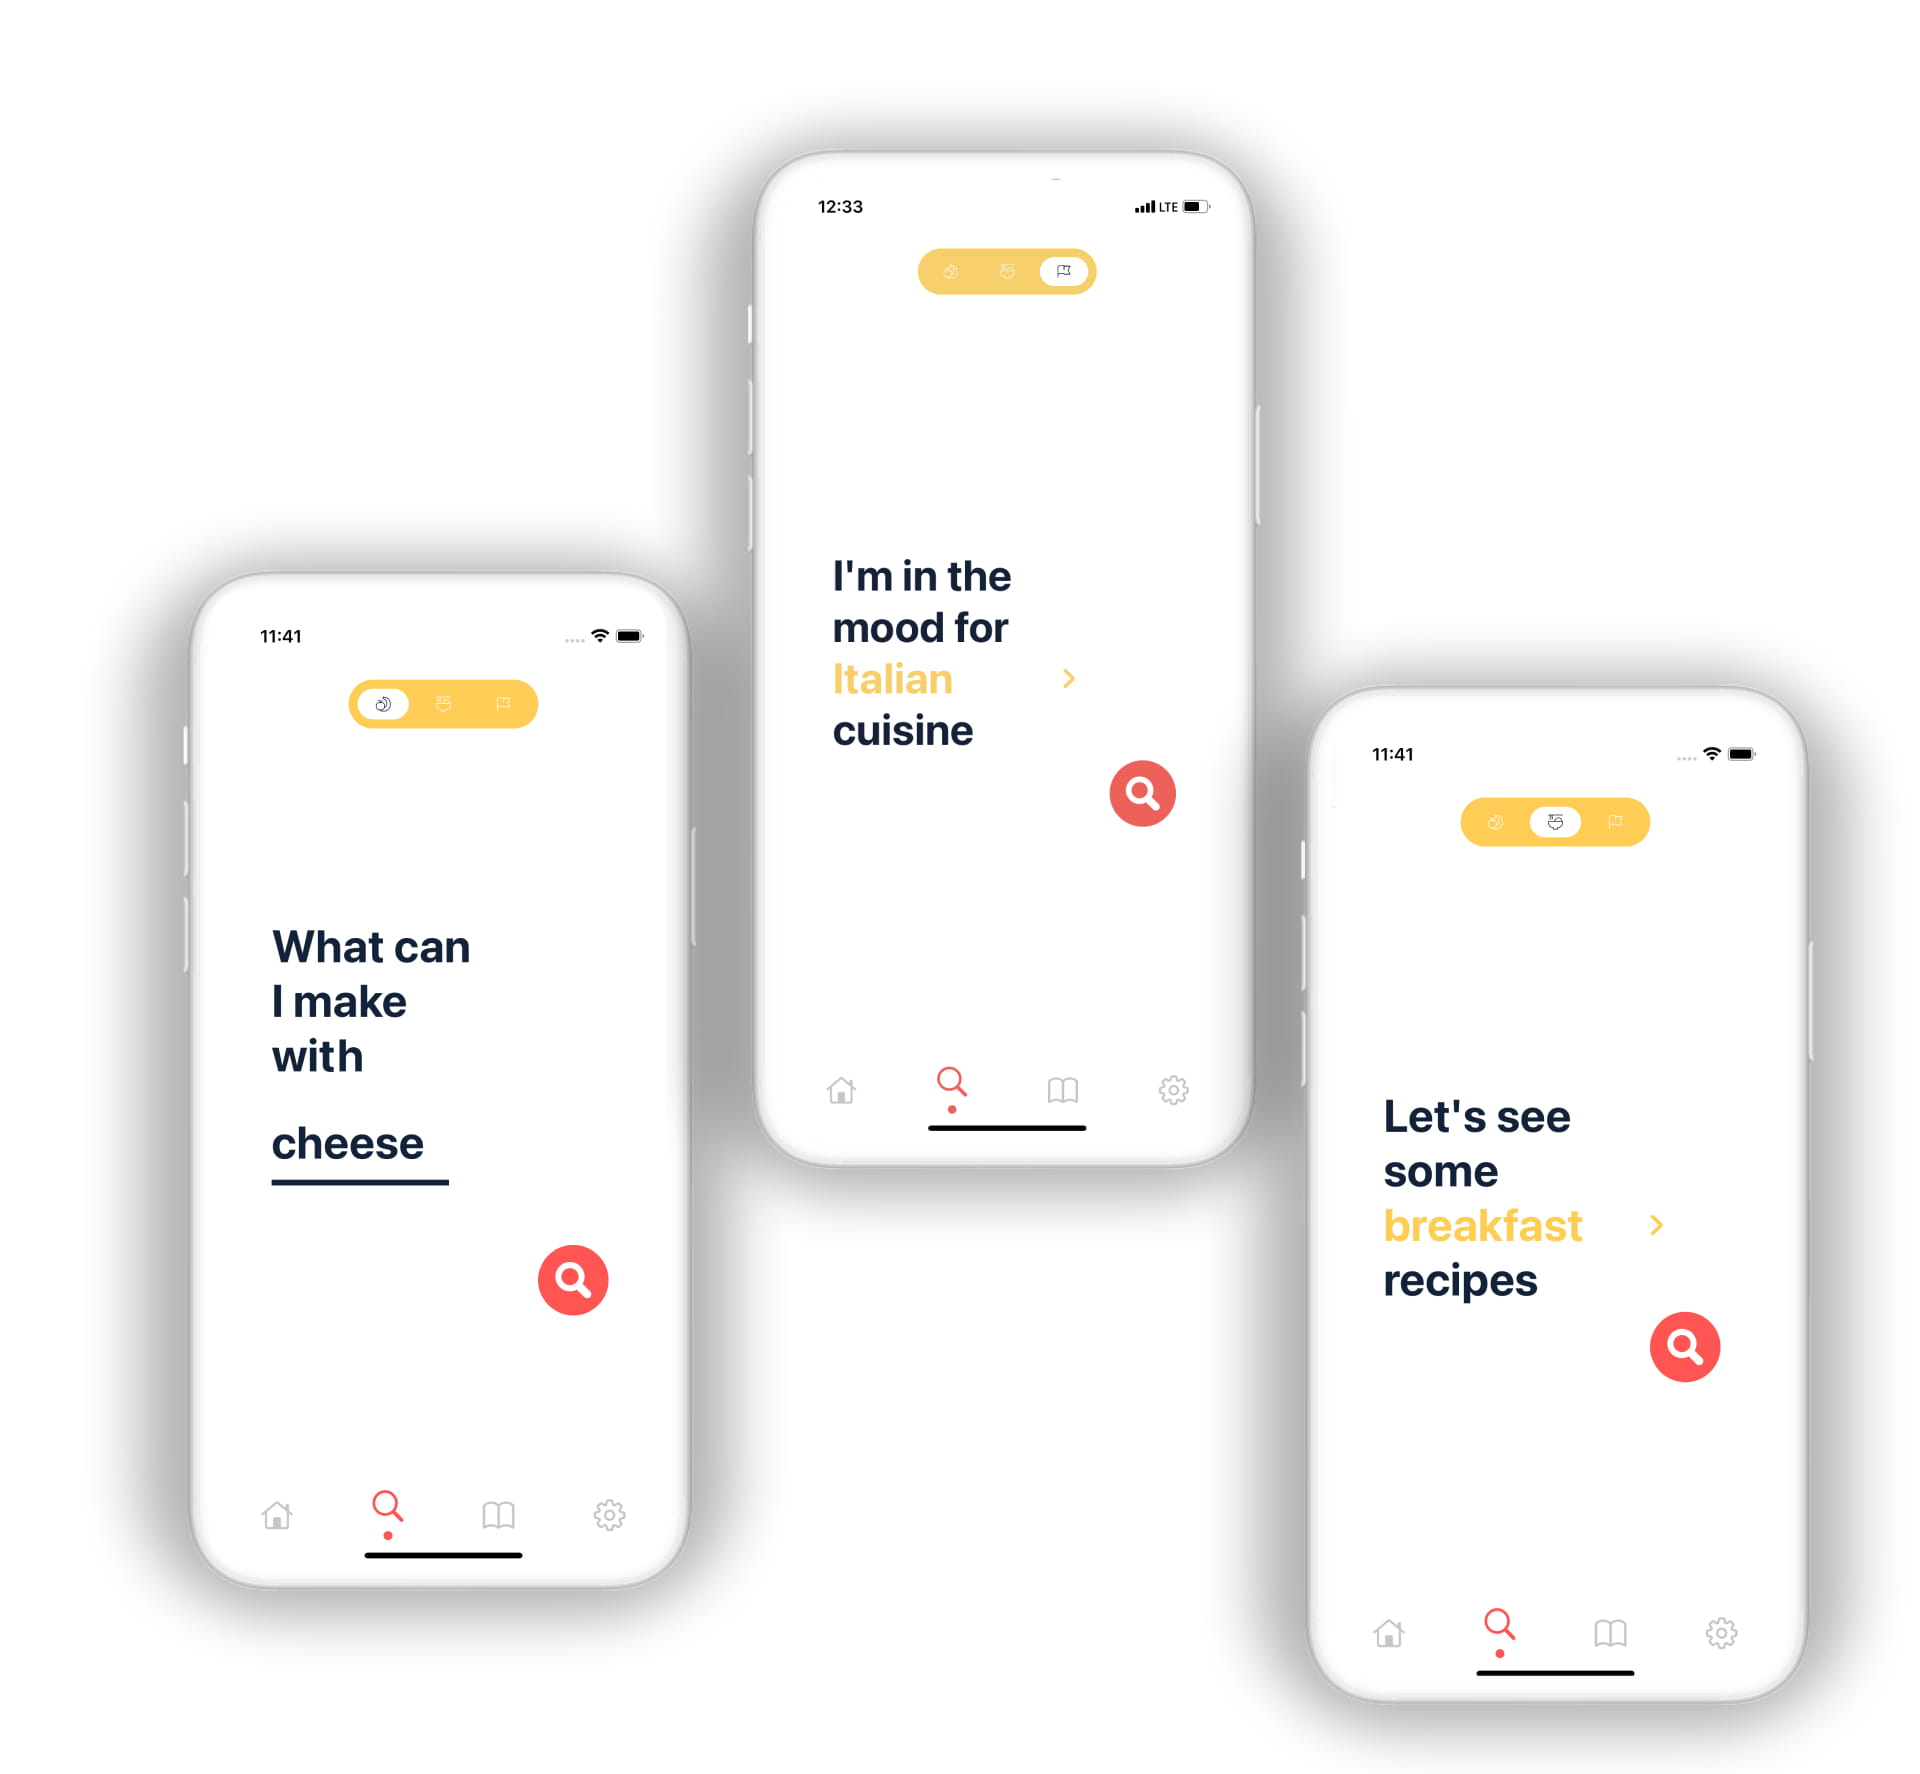 11:41
What can
I make
with
cheese
12:33
LTE
I'm in the
mood for
Italian
cuisine
11:41
Let's see
some
breakfast
recipes